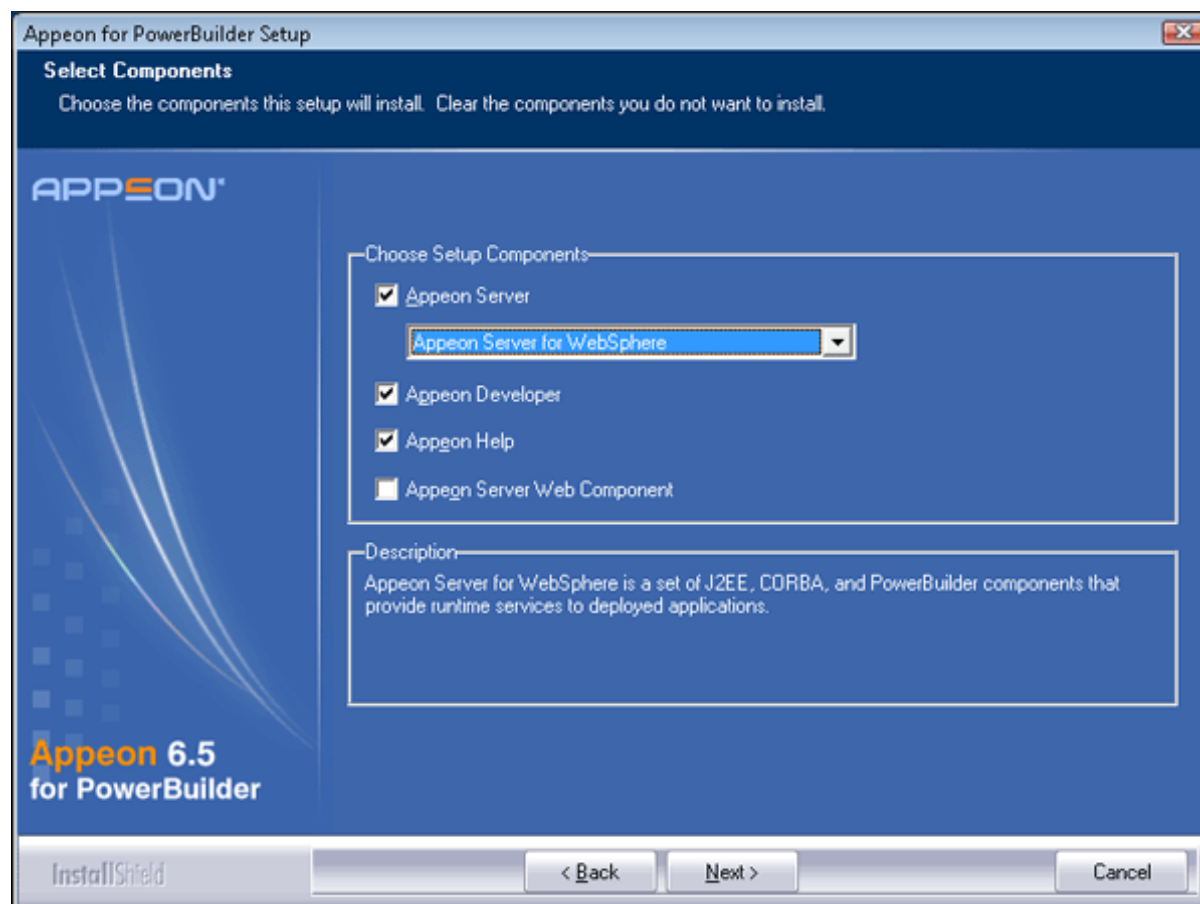 Appeon for PowerBuilder Setup
Select Components
Choose the components this setup will install. Clear the components you do not want to install.
APPEON
Choose Setup Components
Appeon Server
Appeon Server for WebSphere
Appeon Developer
Appeon Help
Appeon Server Web Component
Description
Appeon Server for WebSphere is a set of J2EE, CORBA, and PowerBuilder components that
provide runtime services to deployed applications.
Appeon 6.5
for PowerBuilder
InstallShield
< Back
Next >
Cancel